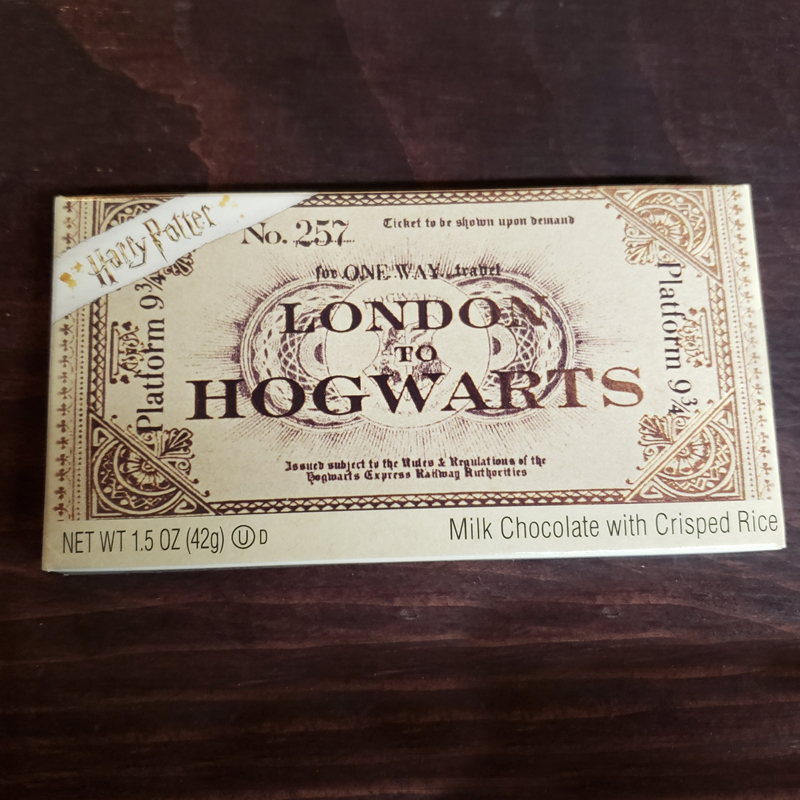 Harry Potter
No. 257
Ticket to be shown upon demand
for ONE WAY travel
Platform 9¾
LONDON
TO
HOGWARTS
Platform 9¾
Issued subject to the Rules & Regulations of the
Hogwarts Express Railway Authorities
NET WT 1.5 OZ (42g) Ⓤ D
Milk Chocolate with Crisped Rice